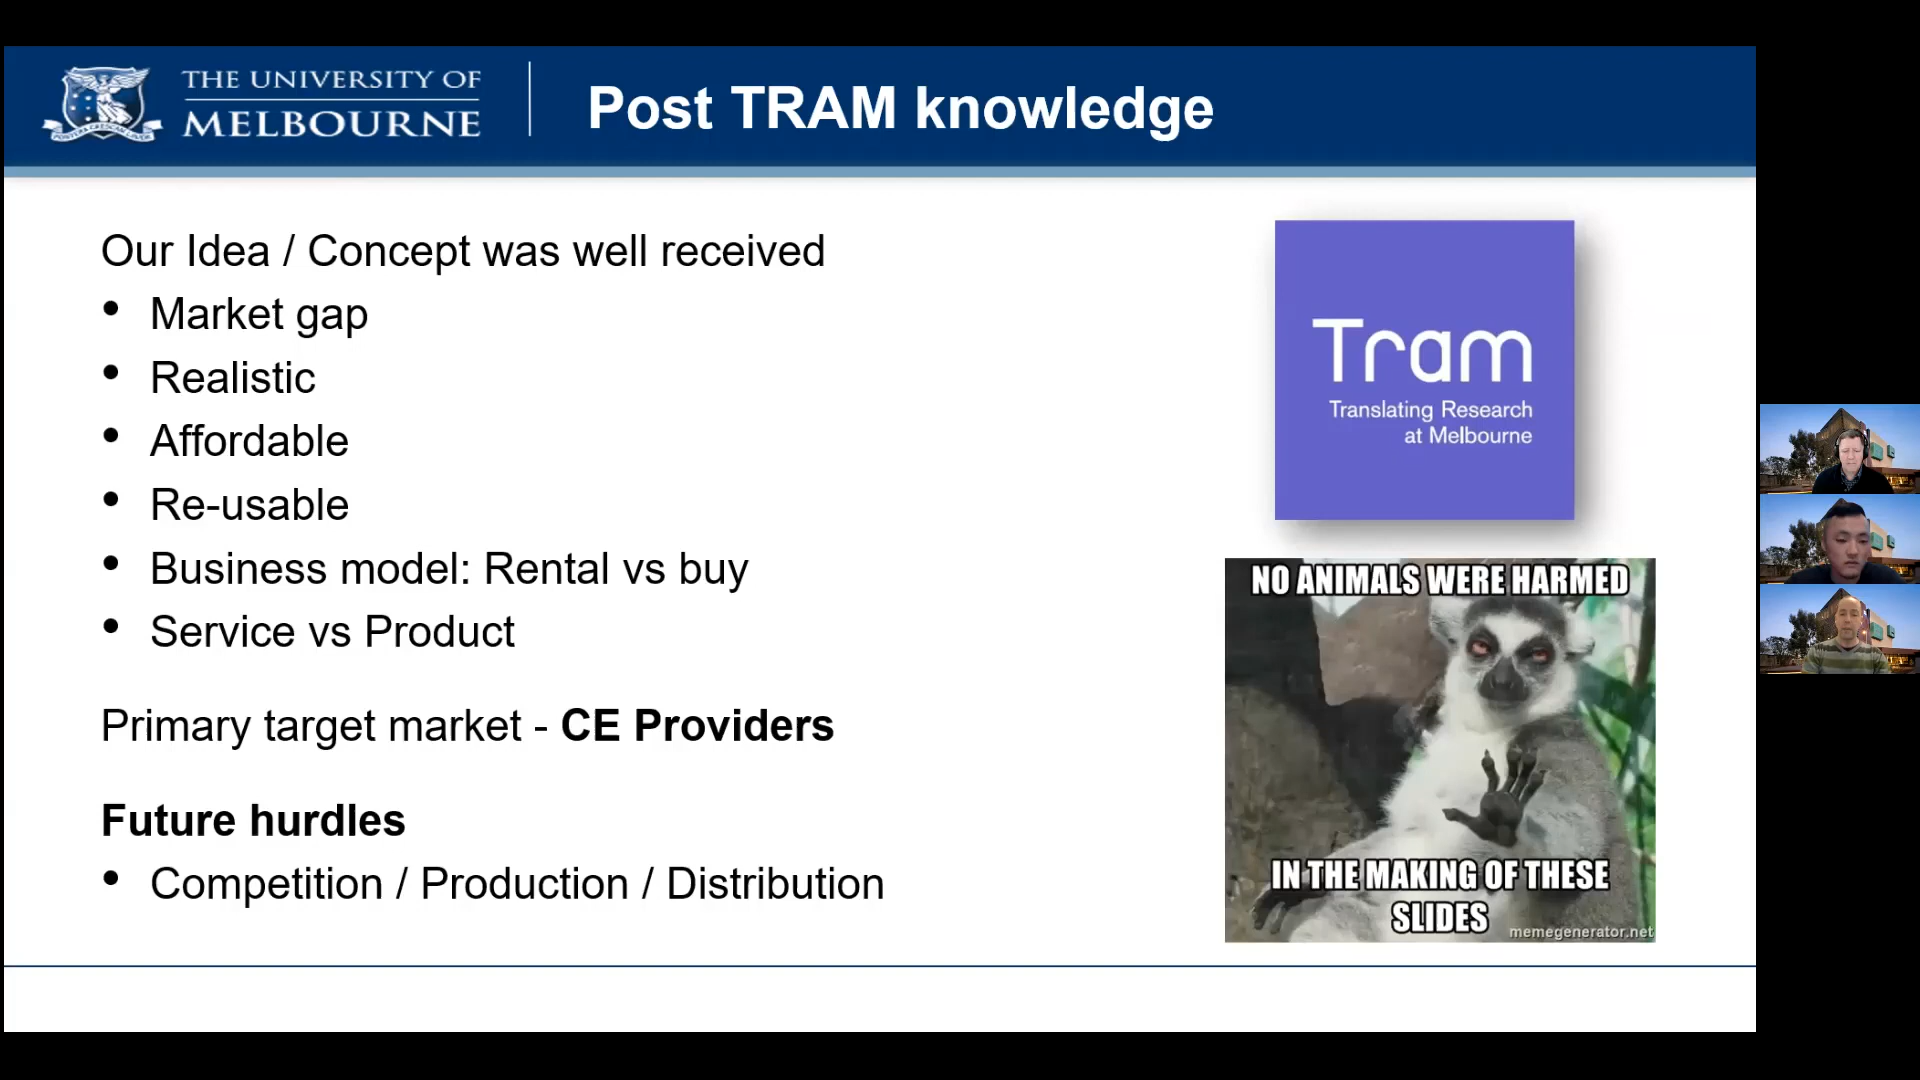 THE UNIVERSITY OF
MELBOURNE
Post TRAM knowledge
Our Idea / Concept was well received
• Market gap
• Realistic
• Affordable
• Re-usable
• Business model: Rental vs buy
• Service vs Product
Primary target market - CE Providers
Future hurdles
• Competition / Production / Distribution
Tram
Translating Research
at Melbourne
NO ANIMALS WERE HARMED
IN THE MAKING OF THESE
SLIDES
memegenerator.net